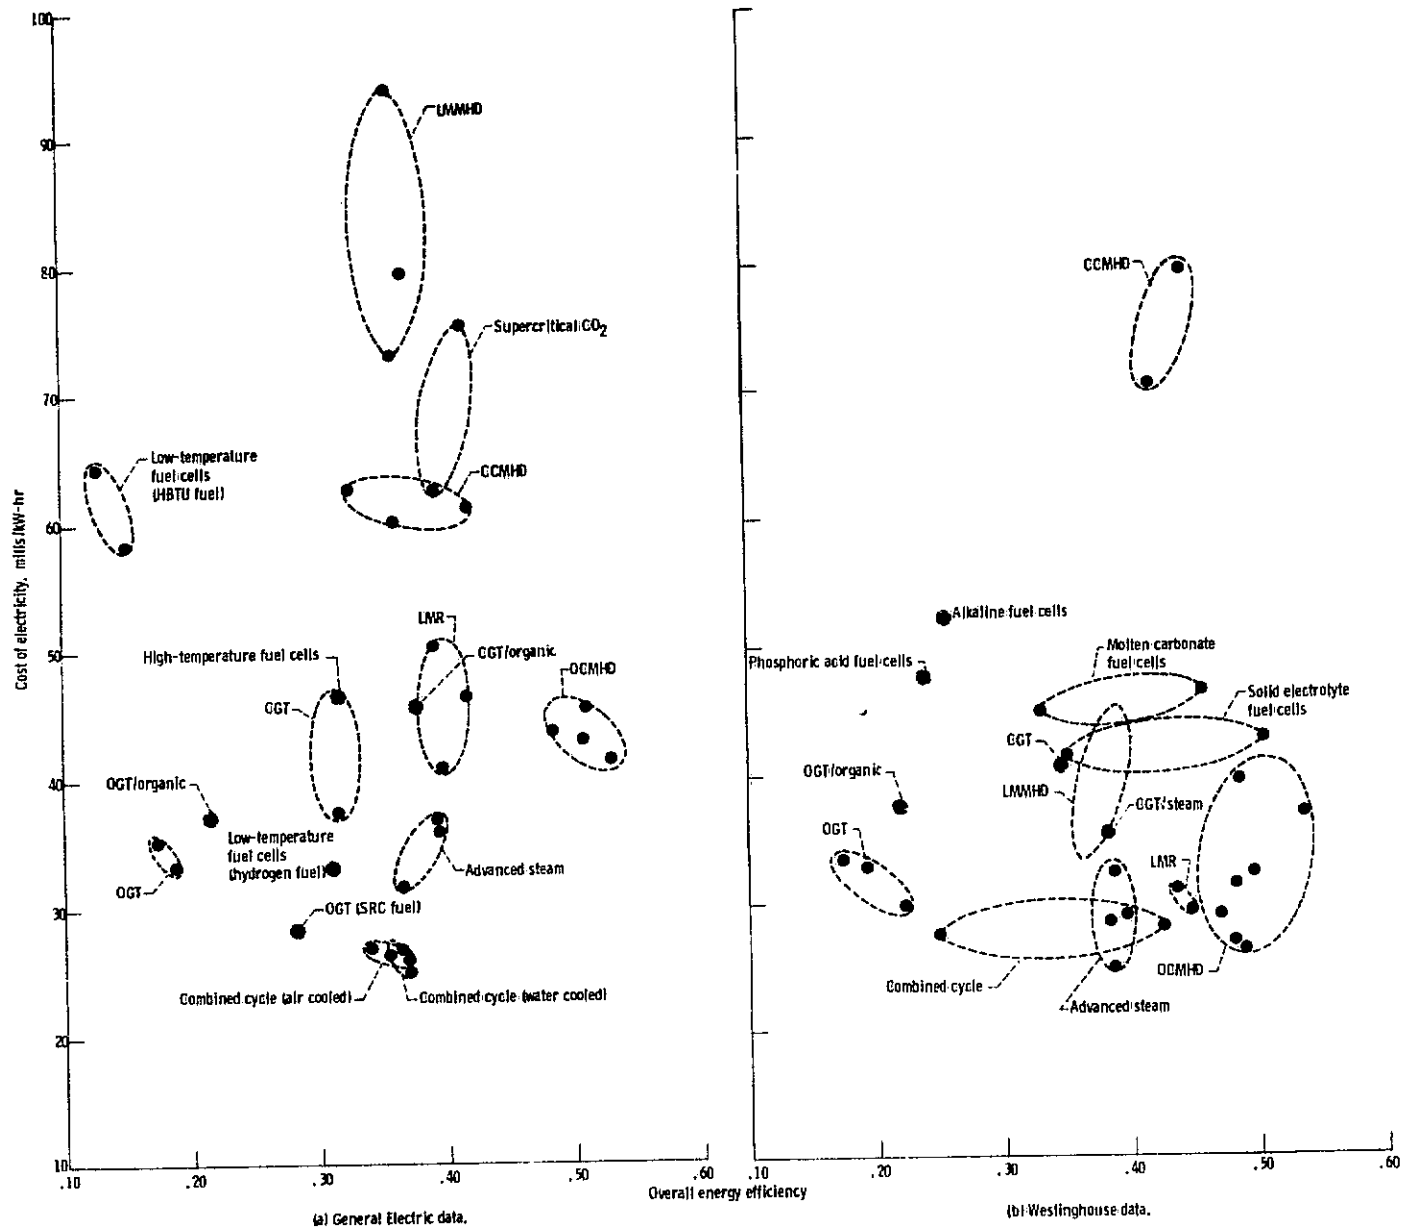 100
90
80
70
60
50
40
30
20
10
Cost of electricity, mills/kW-hr
LMMHD
Supercritical CO2
CCMHD
Low-temperature
fuel cells
(HBTU fuel)
LMR
High-temperature fuel cells
CGT/organic
OCMHD
CGT
OGT/organic
Low-temperature
fuel cells
(hydrogen fuel)
Advanced steam
OGT
OGT (SRC fuel)
Combined cycle (air cooled)
Combined cycle (water cooled)
.10
.20
.30
.40
.50
.60
(a) General Electric data.
CCMHD
Alkaline fuel cells
Phosphoric acid fuel cells
Molten carbonate
fuel cells
Solid electrolyte
fuel cells
CGT
OGT/organic
LMMHD
CGT/steam
OGT
LMR
Combined cycle
OCMHD
Advanced steam
.10
.20
.30
.40
.50
.60
Overall energy efficiency
(b) Westinghouse data.